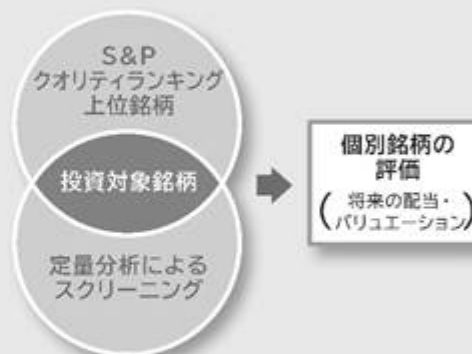 S&P
クオリティランキング
上位銘柄
投資対象銘柄
定量分析による
スクリーニング
個別銘柄の
評価
(将来の配当・
バリュエーション)